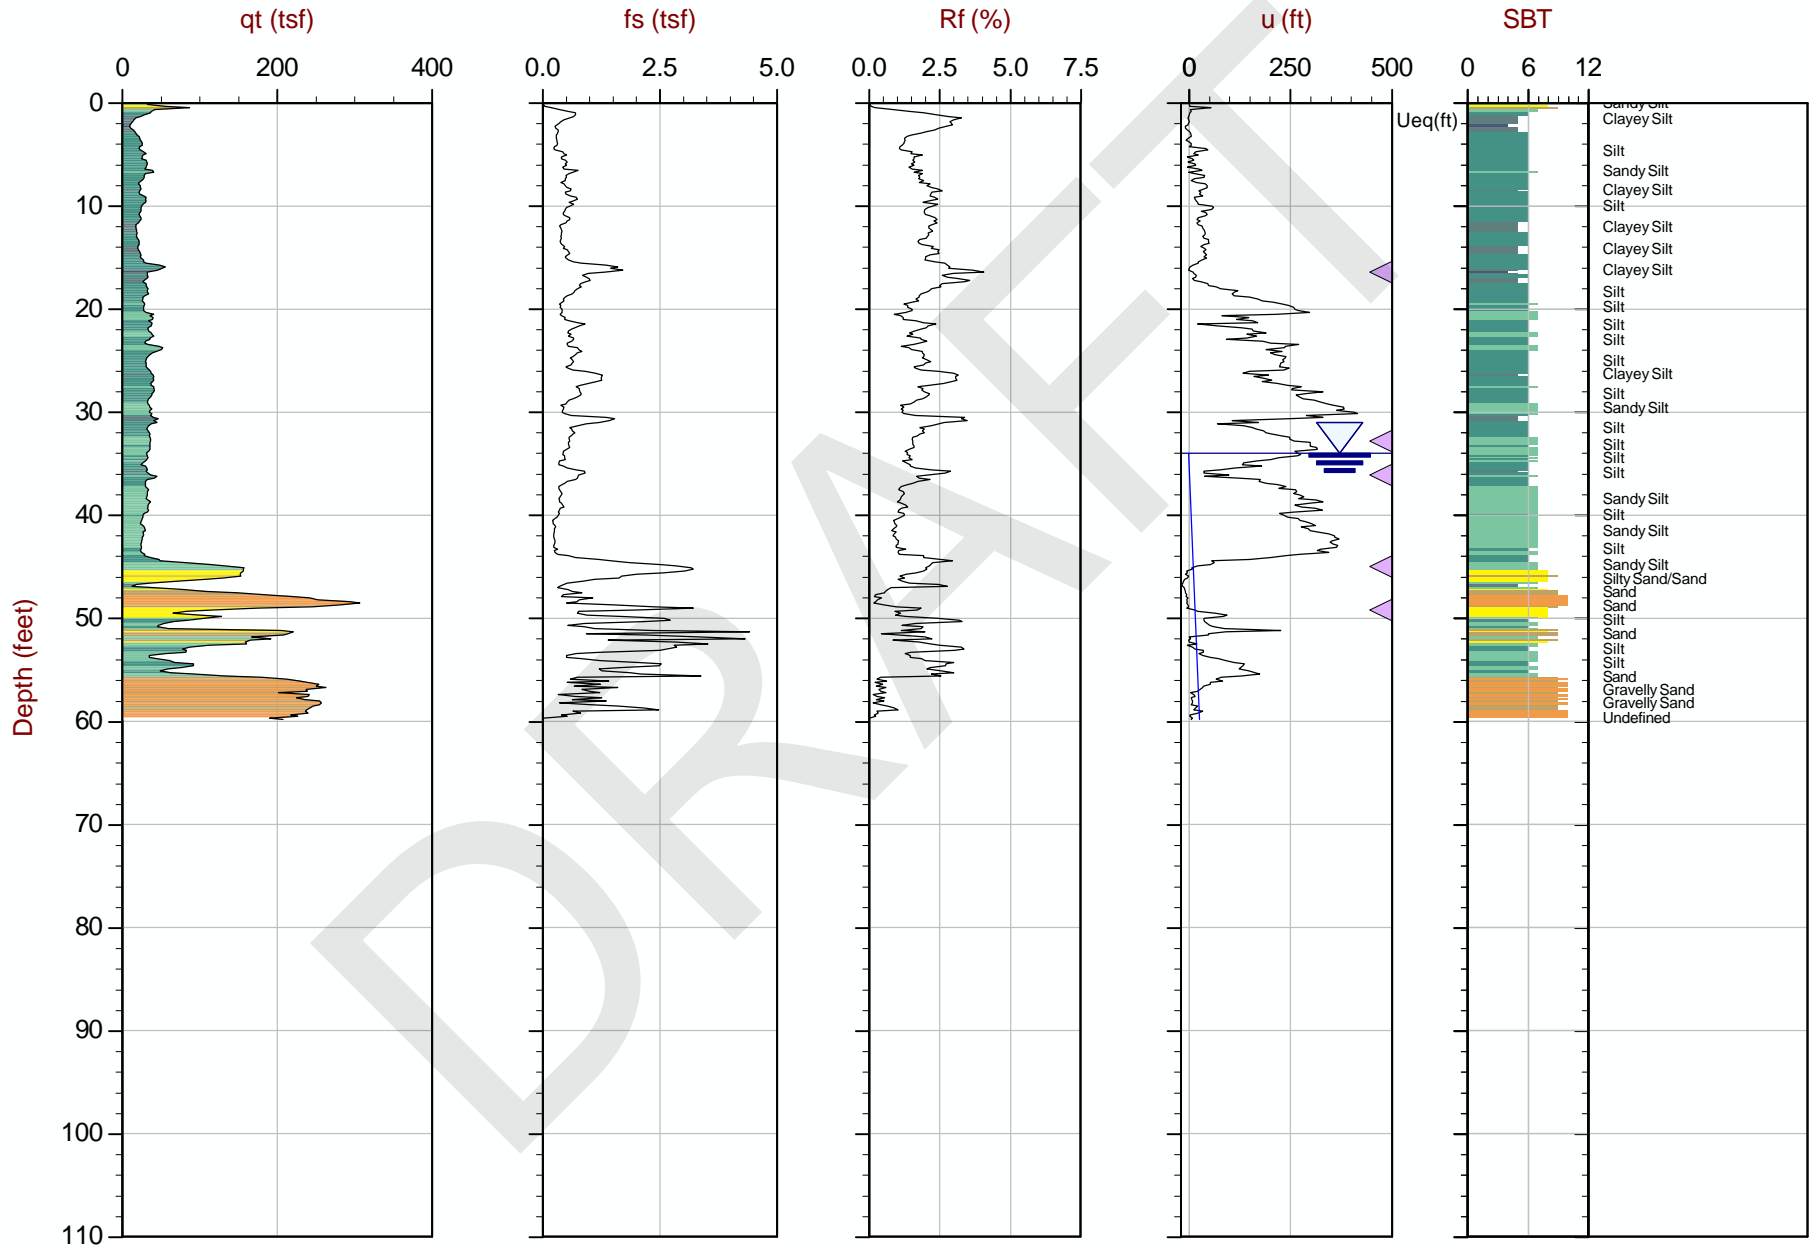 qt (tsf) fs (tsf) Rf (%) u (ft) SBT
0 200 400 0.0 2.5 5.0 0.0 2.5 5.0 7.5 0 250 500 0 6 12
0
Sandy Silt
Ueq(ft) Clayey Silt
Silt
Sandy Silt
Clayey Silt
10 Silt
Clayey Silt
Clayey Silt
Clayey Silt
Silt
20 Silt
Silt
Silt
Silt
Clayey Silt
Silt
30 Sandy Silt
Silt
Silt
Silt
Silt
Sandy Silt
40 Silt
Sandy Silt
Silt
Sandy Silt
Silty Sand/Sand
Sand
Sand
50 Silt
Sand
Silt
Silt
Sand
Gravelly Sand
Gravelly Sand
60 Undefined
70
80
90
100
110
Depth (feet)
DRAFT